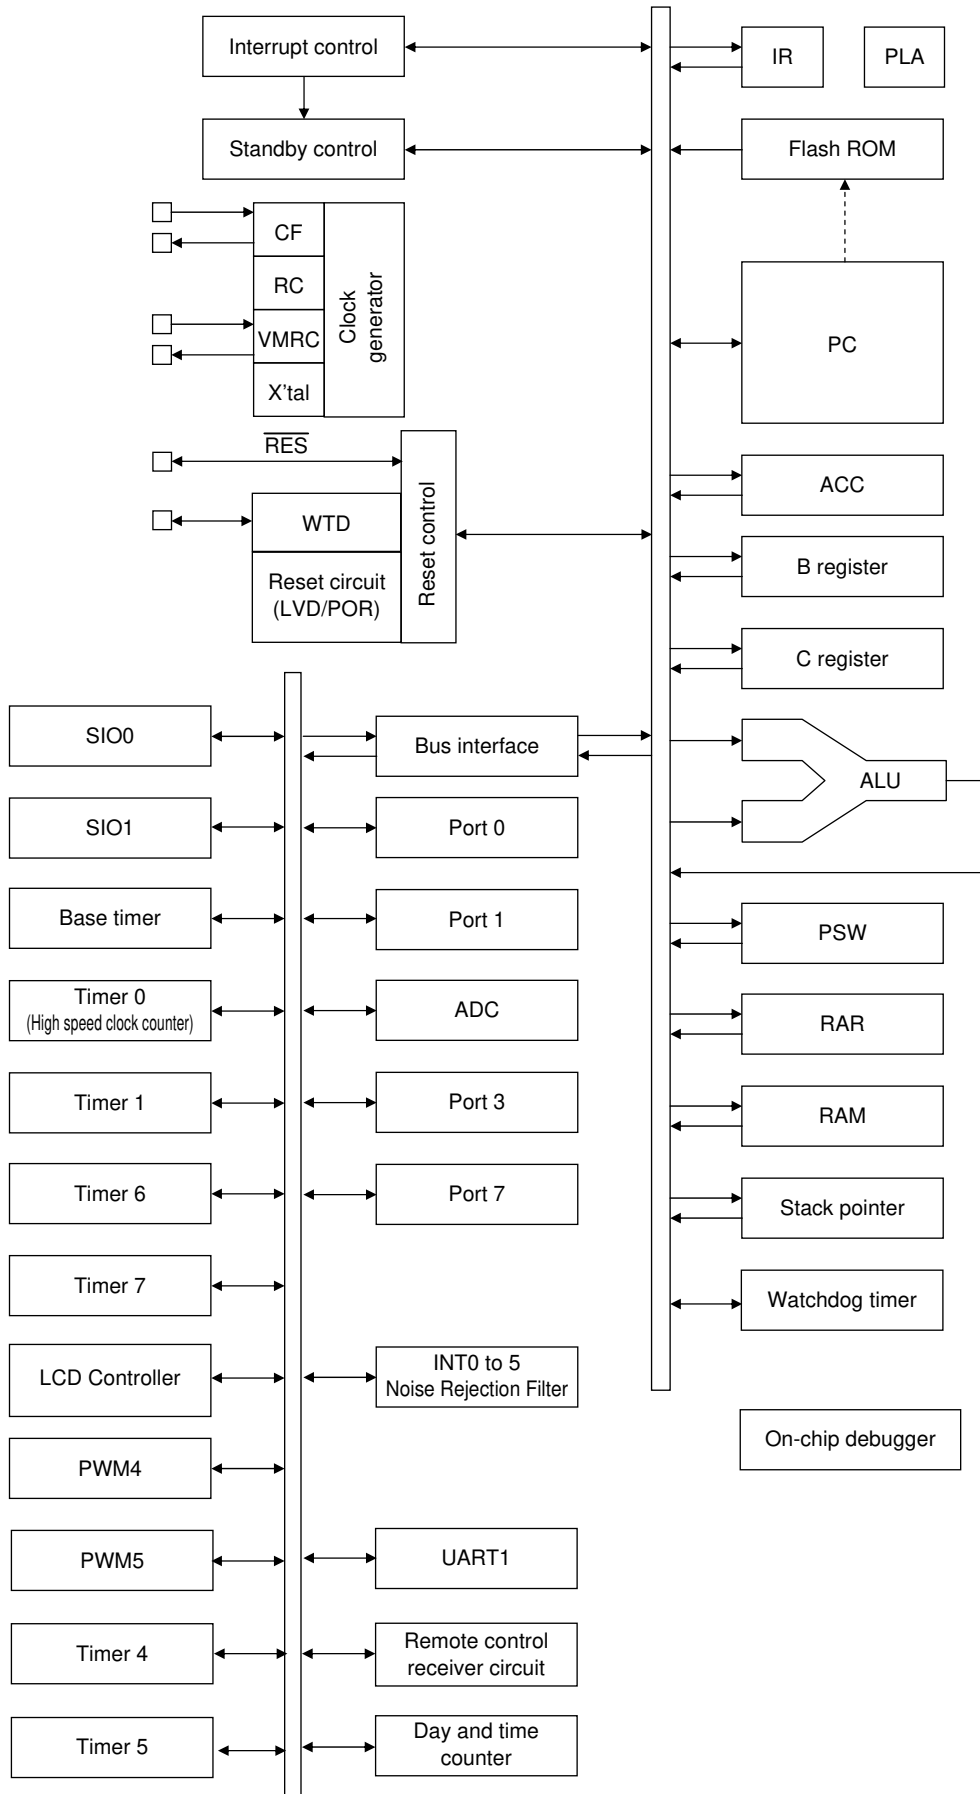 Interrupt control
IR
PLA
Standby control
Flash ROM
CF
RC
VMRC
X'tal
Clock
generator
PC
RES
WTD
Reset circuit
(LVD/POR)
Reset control
ACC
B register
C register
SIO0
Bus interface
ALU
SIO1
Port 0
Base timer
Port 1
PSW
Timer 0
(High speed clock counter)
ADC
RAR
Timer 1
Port 3
RAM
Timer 6
Port 7
Stack pointer
Timer 7
Watchdog timer
LCD Controller
INT0 to 5
Noise Rejection Filter
On-chip debugger
PWM4
PWM5
UART1
Timer 4
Remote control
receiver circuit
Timer 5
Day and time
counter